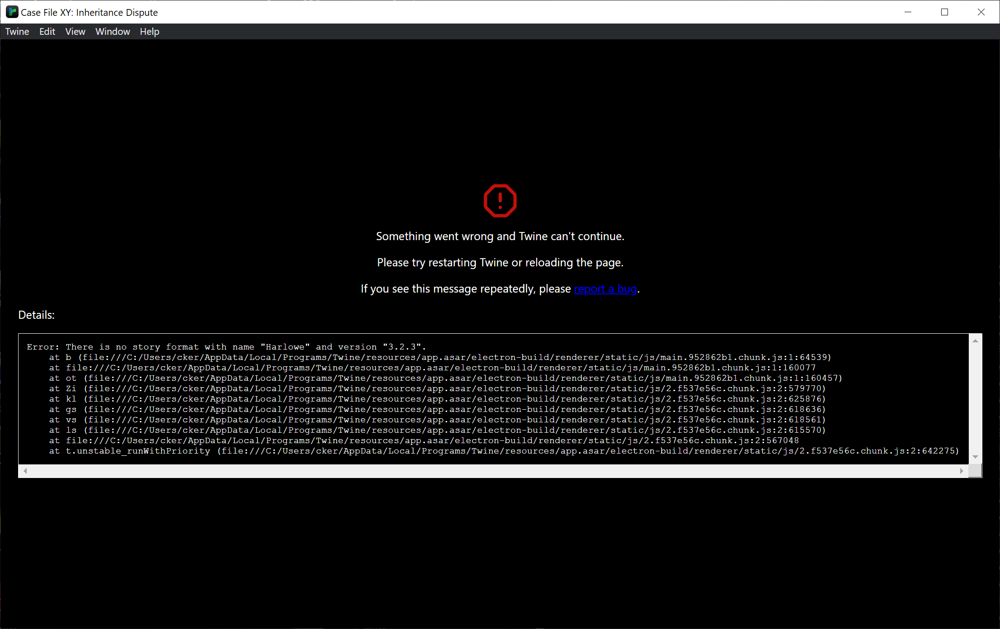 Case File XY: Inheritance Dispute
Twine Edit View Window Help
Something went wrong and Twine can't continue.
Please try restarting Twine or reloading the page.
If you see this message repeatedly, please report a bug.
Details:
Error: There is no story format with name "Harlowe" and version "3.2.3".
at b (file:///C:/Users/cker/AppData/Local/Programs/Twine/resources/app.asar/electron-build/renderer/static/js/main.952862b1.chunk.js:1:64539)
at file:///C:/Users/cker/AppData/Local/Programs/Twine/resources/app.asar/electron-build/renderer/static/js/main.952862b1.chunk.js:1:160077
at ot (file:///C:/Users/cker/AppData/Local/Programs/Twine/resources/app.asar/electron-build/renderer/static/js/main.952862b1.chunk.js:1:160457)
at Zi (file:///C:/Users/cker/AppData/Local/Programs/Twine/resources/app.asar/electron-build/renderer/static/js/2.f537e56c.chunk.js:2:579770)
at kl (file:///C:/Users/cker/AppData/Local/Programs/Twine/resources/app.asar/electron-build/renderer/static/js/2.f537e56c.chunk.js:2:625876)
at gs (file:///C:/Users/cker/AppData/Local/Programs/Twine/resources/app.asar/electron-build/renderer/static/js/2.f537e56c.chunk.js:2:618636)
at vs (file:///C:/Users/cker/AppData/Local/Programs/Twine/resources/app.asar/electron-build/renderer/static/js/2.f537e56c.chunk.js:2:618561)
at ls (file:///C:/Users/cker/AppData/Local/Programs/Twine/resources/app.asar/electron-build/renderer/static/js/2.f537e56c.chunk.js:2:615570)
at file:///C:/Users/cker/AppData/Local/Programs/Twine/resources/app.asar/electron-build/renderer/static/js/2.f537e56c.chunk.js:2:567048
at t.unstable_runWithPriority (file:///C:/Users/cker/AppData/Local/Programs/Twine/resources/app.asar/electron-build/renderer/static/js/2.f537e56c.chunk.js:2:642275)